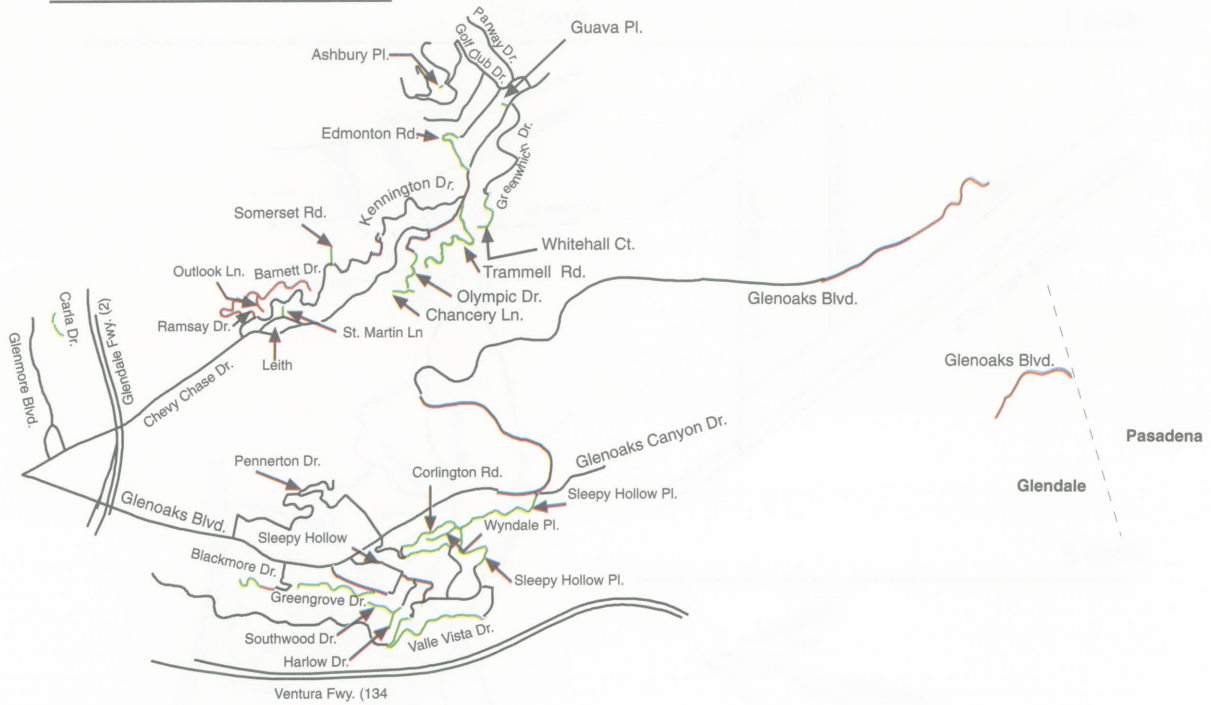 Parway Dr.
Guava Pl.
Golf Club Dr.
Ashbury Pl.
Edmonton Rd.
Greenwhich Dr.
Kennington Dr.
Somerset Rd.
Whitehall Ct.
Outlook Ln.
Barnett Dr.
Trammell Rd.
Olympic Dr.
Glenoaks Blvd.
Carla Dr.
Glendale Fwy. (2)
Chancery Ln.
Ramsay Dr.
St. Martin Ln
Leith
Glenmore Blvd.
Chevy Chase Dr.
Glenoaks Blvd.
Pasadena
Glenoaks Canyon Dr.
Pennerton Dr.
Corlington Rd.
Glendale
Sleepy Hollow Pl.
Glenoaks Blvd.
Wyndale Pl.
Sleepy Hollow
Blackmore Dr.
Sleepy Hollow Pl.
Greengrove Dr.
Southwood Dr.
Valle Vista Dr.
Harlow Dr.
Ventura Fwy. (134